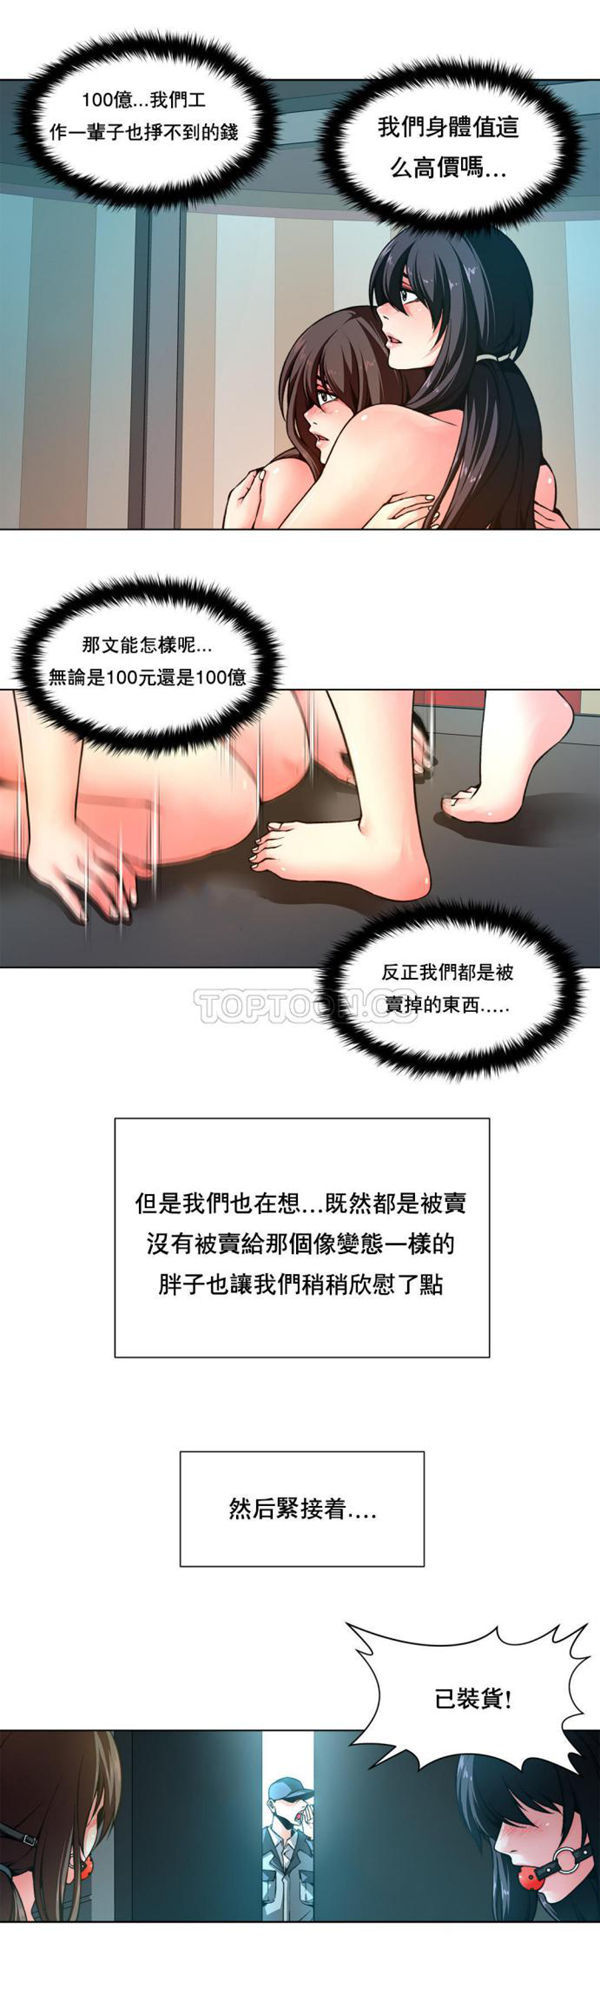 100億...我們工
作一輩子也掙不到的錢
我們身體值這
么高價嗎...
那文能怎樣呢...
無論是100元還是100億
反正我們都是被
賣掉的東西.....
TOPTOON.CC
但是我們也在想...既然都是被賣
沒有被賣給那個像變態一樣的
胖子也讓我們稍稍欣慰了點
然后緊接着....
已裝貨!